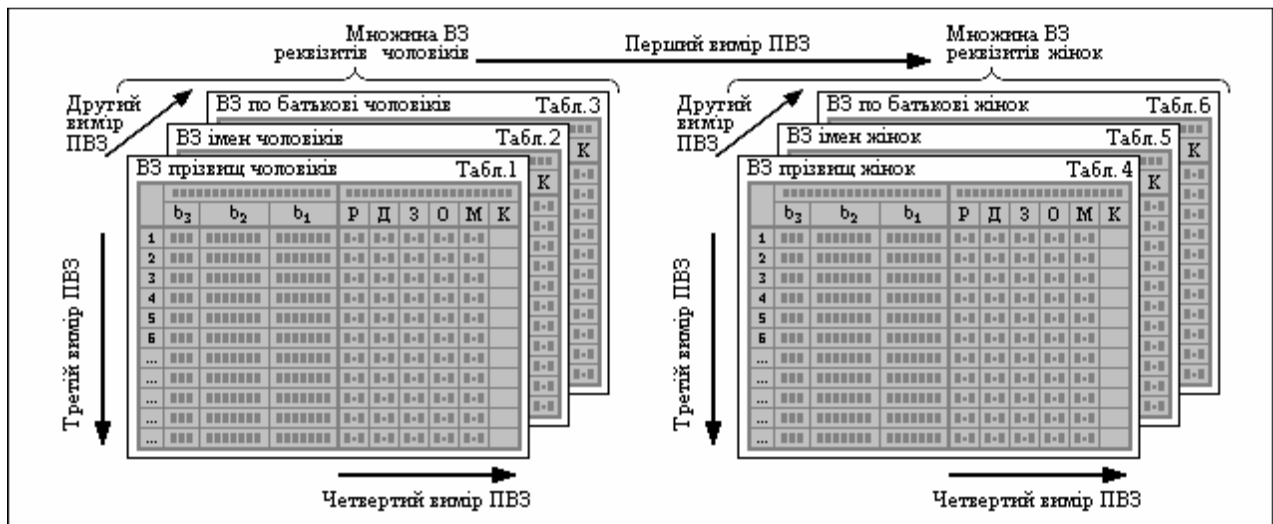 Множина ВЗ
реквізитів чоловіків
Перший вимір ПВЗ
Множина ВЗ
реквізитів жінок
Другий
вимір
ПВЗ
ВЗ по батькові чоловіків Табл.3
К
ВЗ імен чоловіків Табл.2
К
ВЗ прізвищ чоловіків Табл.1
b3 b2 b1 Р Д З О М К
1
2
3
4
5
6
...
...
...
...
...
Третій вимір ПВЗ
Четвертий вимір ПВЗ
Другий
вимір
ПВЗ
ВЗ по батькові жінок Табл.6
К
ВЗ імен жінок Табл.5
К
ВЗ прізвищ жінок Табл.4
b3 b2 b1 Р Д З О М К
1
2
3
4
5
6
...
...
...
...
...
Третій вимір ПВЗ
Четвертий вимір ПВЗ